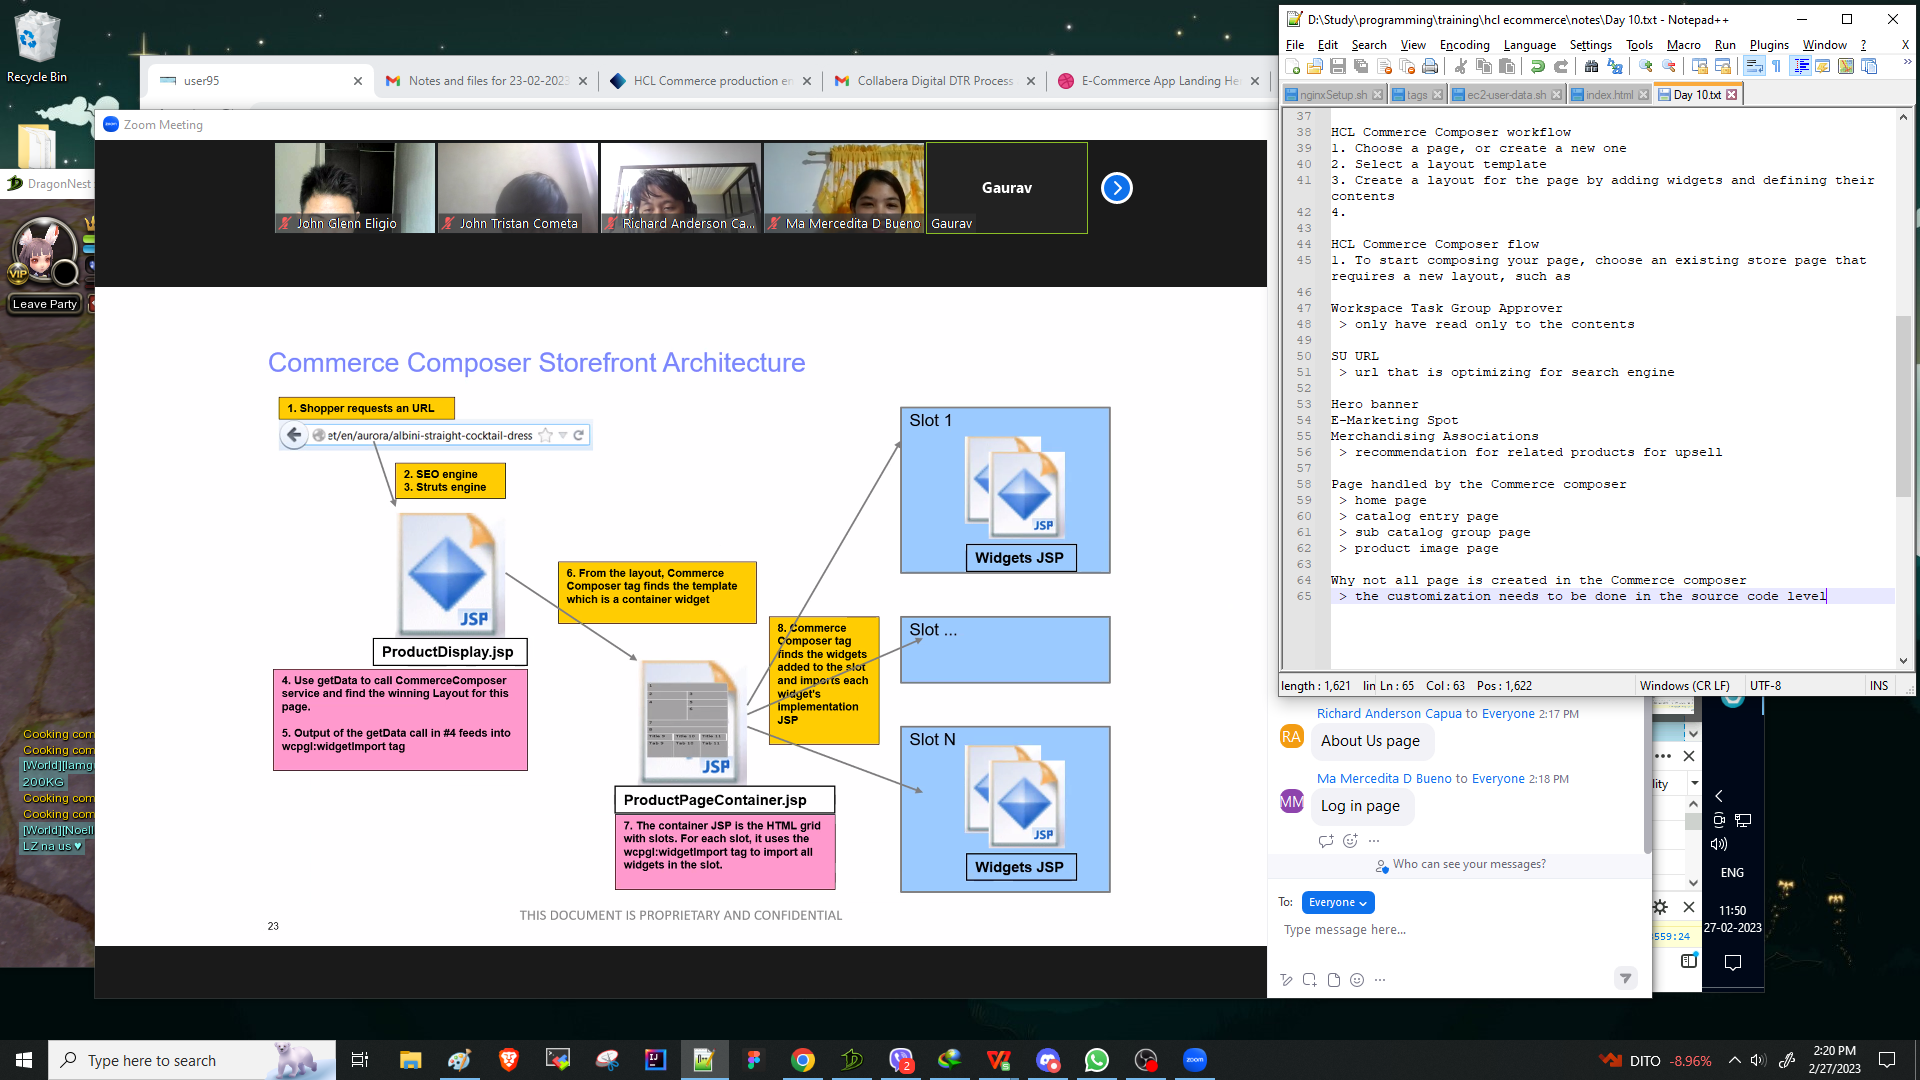 Recycle Bin
user95
Notes and files for 23-02-2023
HCL Commerce production en
Collabera Digital DTR Process
E-Commerce App Landing He
Zoom Meeting
DragonNest
VIP
Leave Party
John Glenn Eligio
John Tristan Cometa
Richard Anderson Ca...
Ma Mercedita D Bueno
Gaurav
Gaurav
Commerce Composer Storefront Architecture
1. Shopper requests an URL
et/en/aurora/albini-straight-cocktail-dress
2. SEO engine
3. Struts engine
JSP
ProductDisplay.jsp
4. Use getData to call CommerceComposer
service and find the winning Layout for this
page.
5. Output of the getData call in #4 feeds into
wcpgl:widgetImport tag
6. From the layout, Commerce
Composer tag finds the template
which is a container widget
JSP
ProductPageContainer.jsp
7. The container JSP is the HTML grid
with slots. For each slot, it uses the
wcpgl:widgetImport tag to import all
widgets in the slot.
8. Commerce
Composer tag
finds the widgets
added to the slot
and imports each
widget's
implementation
JSP
Slot 1
JSP
Widgets JSP
Slot ...
Slot N
JSP
Widgets JSP
THIS DOCUMENT IS PROPRIETARY AND CONFIDENTIAL
23
Cooking com
Cooking com
[World][Iamg
200KG
Cooking com
Cooking com
[World][Noell
LZ na us ♥
D:\Study\programming\training\hcl ecommerce\notes\Day 10.txt - Notepad++
File Edit Search View Encoding Language Settings Tools Macro Run Plugins Window ? X
nginxSetup.sh tags ec2-user-data.sh index.html Day 10.txt
37
38 HCL Commerce Composer workflow
39 1. Choose a page, or create a new one
40 2. Select a layout template
41 3. Create a layout for the page by adding widgets and defining their
contents
42 4.
43
44 HCL Commerce Composer flow
45 1. To start composing your page, choose an existing store page that
requires a new layout, such as
46
47 Workspace Task Group Approver
48 > only have read only to the contents
49
50 SU URL
51 > url that is optimizing for search engine
52
53 Hero banner
54 E-Marketing Spot
55 Merchandising Associations
56 > recommendation for related products for upsell
57
58 Page handled by the Commerce composer
59 > home page
60 > catalog entry page
61 > sub catalog group page
62 > product image page
63
64 Why not all page is created in the Commerce composer
65 > the customization needs to be done in the source code level
length : 1,621 lin Ln : 65 Col : 63 Pos : 1,622 Windows (CR LF) UTF-8 INS
Richard Anderson Capua to Everyone 2:17 PM
RA
About Us page
Ma Mercedita D Bueno to Everyone 2:18 PM
MM
Log in page
Who can see your messages?
To: Everyone
Type message here...
lity
ENG
11:50
27-02-2023
559:24
Type here to search
2
DITO -8.96%
2:20 PM
2/27/2023